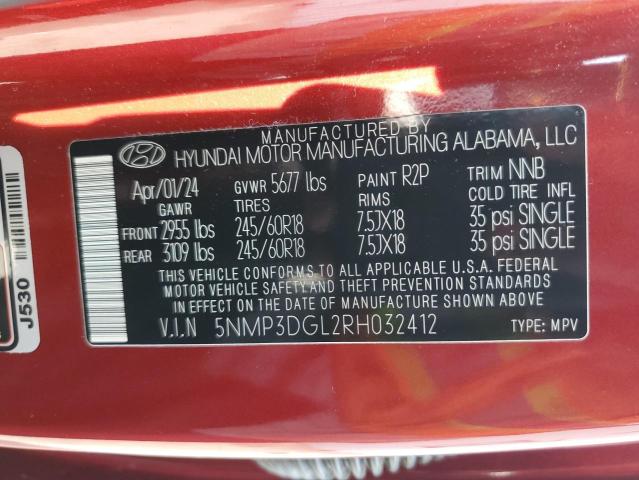 MANUFACTURED BY
HYUNDAI MOTOR MANUFACTURING ALABAMA, LLC
Apr/01/24 GVWR 5677 lbs PAINT R2P TRIM NNB
GAWR TIRES RIMS COLD TIRE INFL
FRONT 2955 lbs 245/60R18 7.5JX18 35 psi SINGLE
REAR 3109 lbs 245/60R18 7.5JX18 35 psi SINGLE
THIS VEHICLE CONFORMS TO ALL APPLICABLE U.S.A. FEDERAL
MOTOR VEHICLE SAFETY AND THEFT PREVENTION STANDARDS
IN EFFECT ON THE DATE OF MANUFACTURE SHOWN ABOVE.
V.I.N 5NMP3DGL2RH032412 TYPE: MPV
J530